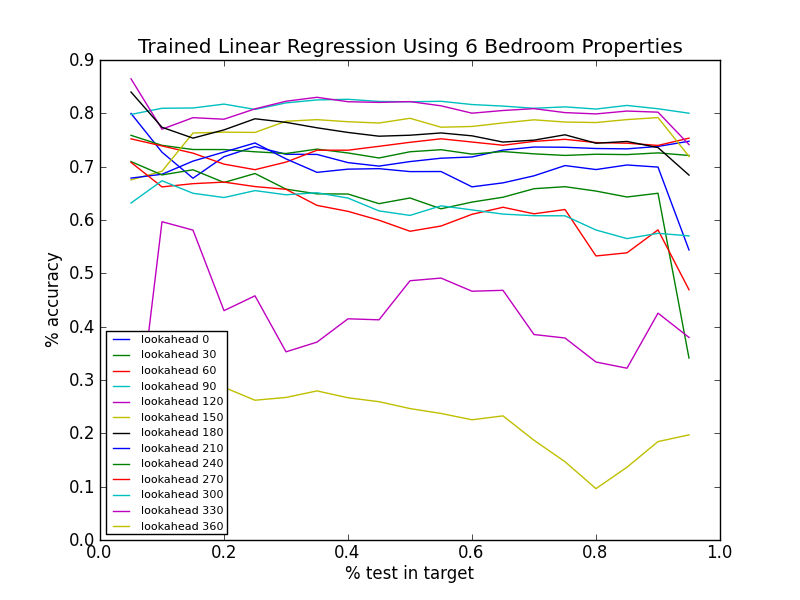 Trained Linear Regression Using 6 Bedroom Properties
0.9
0.8
0.7
0.6
0.5
0.4
0.3
0.2
0.1
0.0
% accuracy
lookahead 0
lookahead 30
lookahead 60
lookahead 90
lookahead 120
lookahead 150
lookahead 180
lookahead 210
lookahead 240
lookahead 270
lookahead 300
lookahead 330
lookahead 360
0.0 0.2 0.4 0.6 0.8 1.0
% test in target